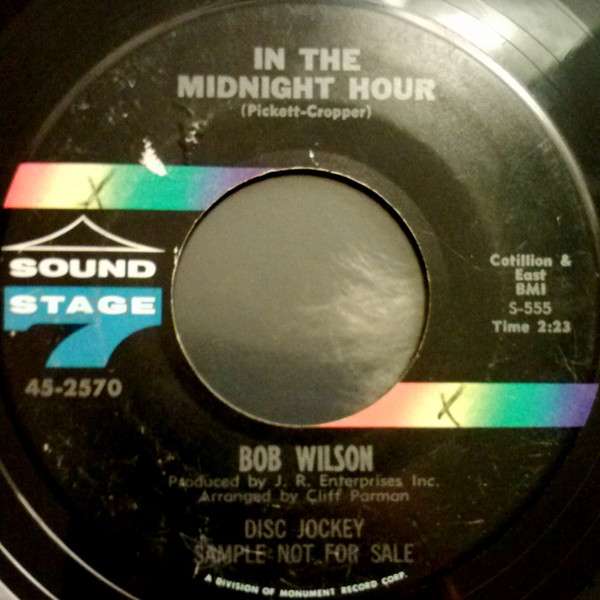 IN THE
MIDNIGHT HOUR
(Pickett-Cropper)
SOUND
STAGE
7
45-2570
Cotillion &
East
BMI
S-555
Time 2:23
X
X
BOB WILSON
Produced by J. R. Enterprises Inc.
Arranged by Cliff Parman
DISC JOCKEY
SAMPLE-NOT FOR SALE
A DIVISION OF MONUMENT RECORD CORP.